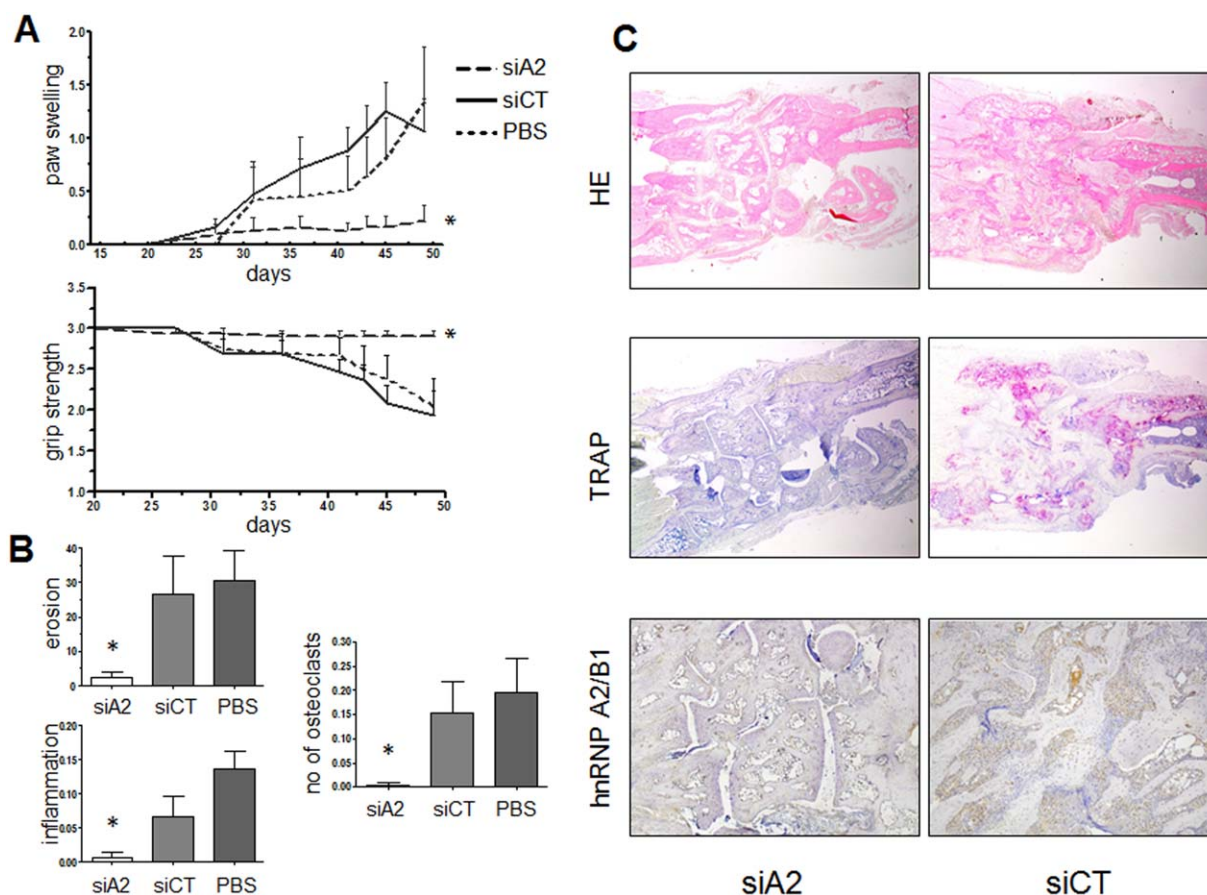 A
paw swelling
2.0
1.5
1.0
0.5
0.0
15 20 25 30 35 40 45 50
days
*
siA2
siCT
PBS
grip strength
3.5
3.0
2.5
2.0
1.5
1.0
20 25 30 35 40 45 50
days
*
B
erosion
40
30
20
10
0
*
siA2 siCT PBS
inflammation
0.20
0.15
0.10
0.05
0.00
*
siA2 siCT PBS
no of osteoclasts
0.30
0.25
0.20
0.15
0.10
0.05
0.00
*
siA2 siCT PBS
C
HE
TRAP
hnRNP A2/B1
siA2 siCT